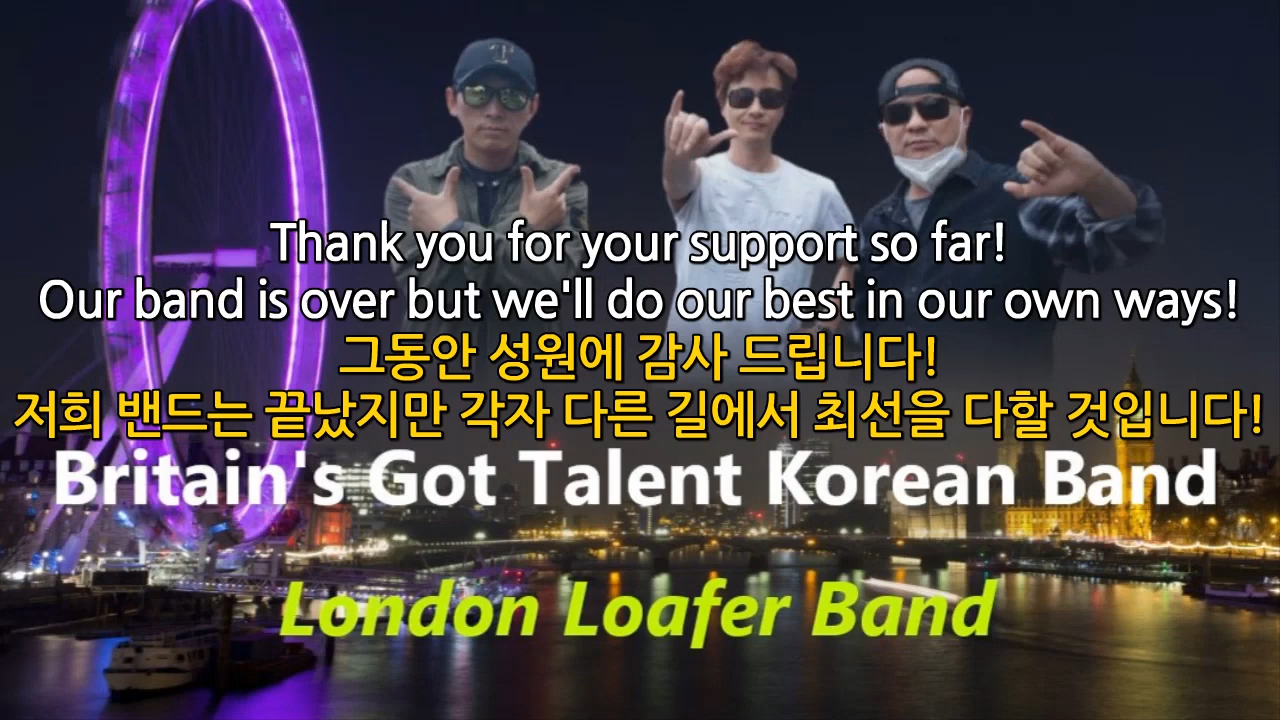 Thank you for your support so far!
Our band is over but we'll do our best in our own ways!
그동안 성원에 감사 드립니다!
저희 밴드는 끝났지만 각자 다른 길에서 최선을 다할 것입니다!
Britain's Got Talent Korean Band
London Loafer Band